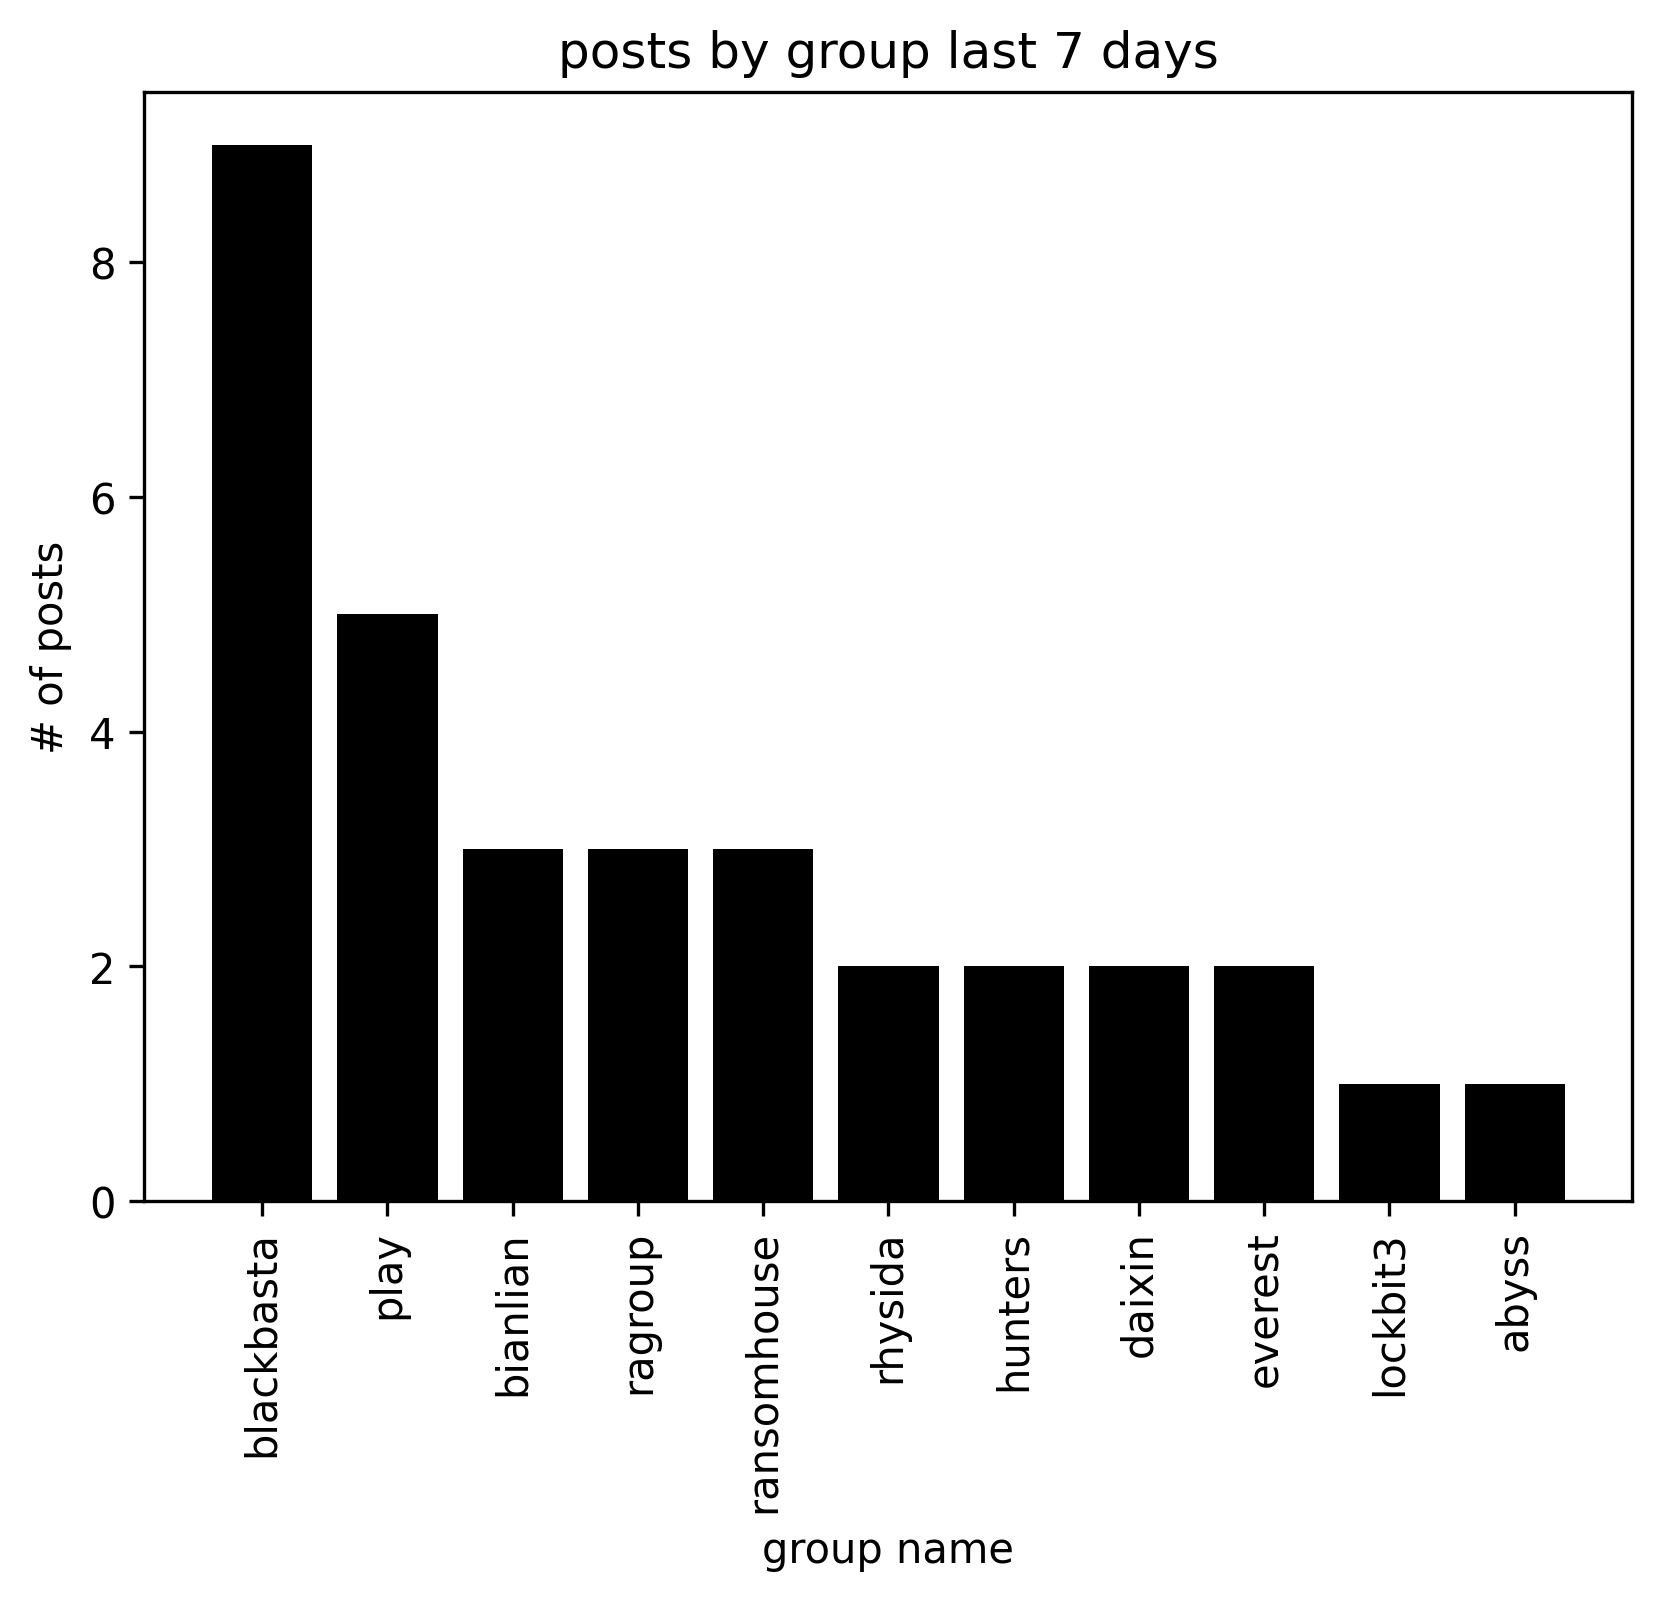 posts by group last 7 days
# of posts
8
6
4
2
0
blackbasta
play
bianlian
ragroup
ransomhouse
rhysida
hunters
daixin
everest
lockbit3
abyss
group name